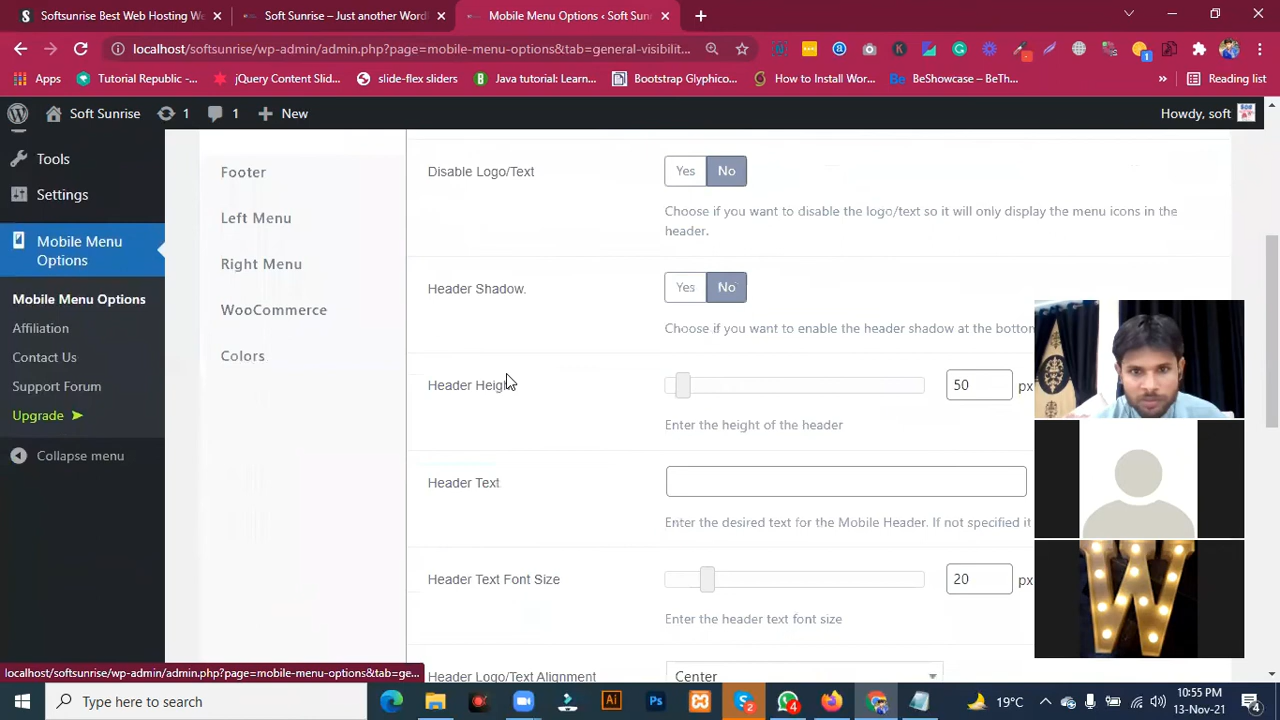 Softsunrise Best Web Hosting W
Soft Sunrise – Just another Word
Mobile Menu Options ‹ Soft Sun
localhost/softsunrise/wp-admin/admin.php?page=mobile-menu-options&tab=general-visibilit...
Apps
Tutorial Republic -...
jQuery Content Slid...
slide-flex sliders
Java tutorial: Learn...
Bootstrap Glyphico...
How to Install Wor...
BeShowcase – BeTh...
»
Reading list
Soft Sunrise
1
1
New
Howdy, soft
Tools
Settings
Mobile Menu
Options
Mobile Menu Options
Affiliation
Contact Us
Support Forum
Upgrade ➤
Collapse menu
Footer
Left Menu
Right Menu
WooCommerce
Colors
Disable Logo/Text
Yes No
Choose if you want to disable the logo/text so it will only display the menu icons in the
header.
Header Shadow.
Yes No
Choose if you want to enable the header shadow at the bottom
Header Height
50 px
Enter the height of the header
Header Text
Enter the desired text for the Mobile Header. If not specified it
Header Text Font Size
20 px
Enter the header text font size
Header Logo/Text Alignment
Center
W
localhost/softsunrise/wp-admin/admin.php?page=mobile-menu-options&tab=ge...
Type here to search
19°C
10:55 PM
13-Nov-21
4